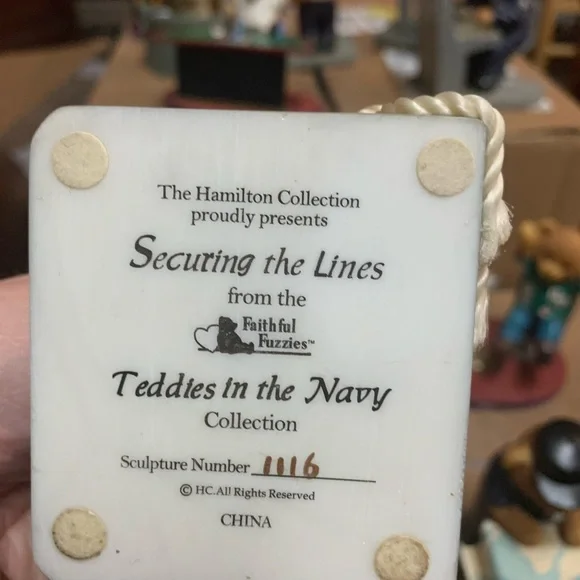 The Hamilton Collection
proudly presents
Securing the Lines
from the
Faithful
Fuzzies™
Teddies in the Navy
Collection
Sculpture Number 1116
© HC. All Rights Reserved
CHINA